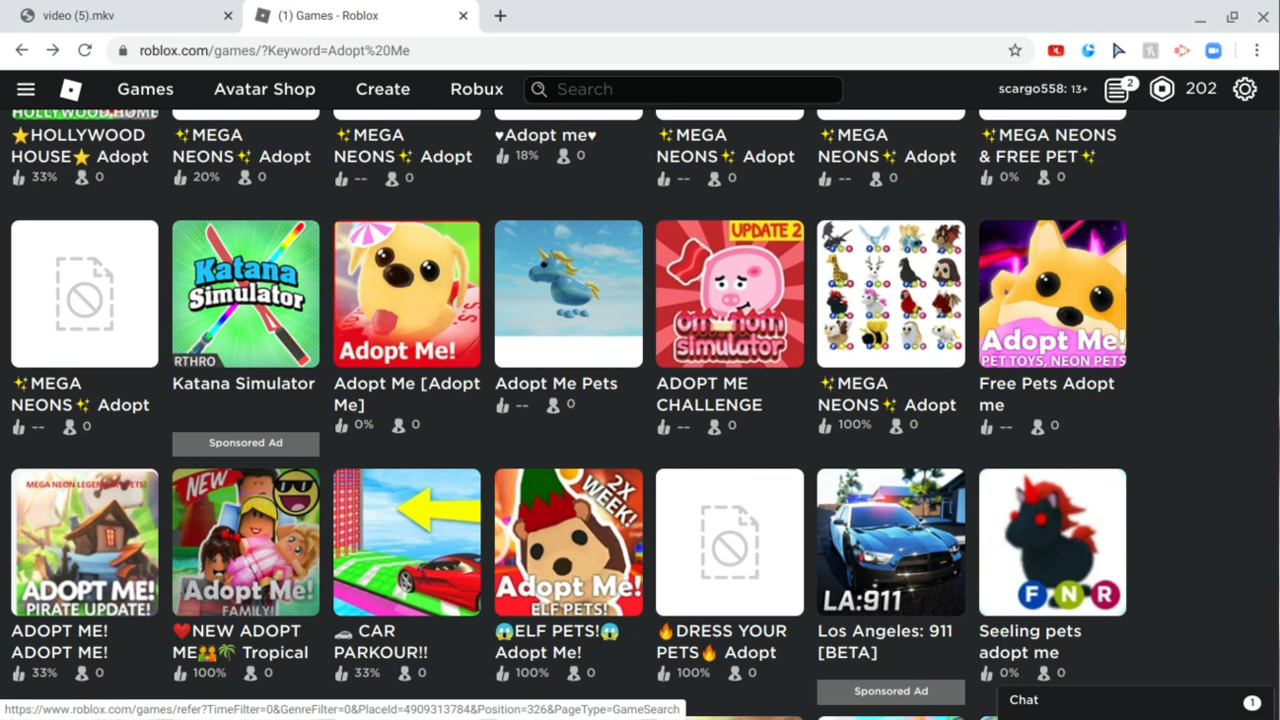 video (5).mkv
(1) Games - Roblox
roblox.com/games/?Keyword=Adopt%20Me
Games
Avatar Shop
Create
Robux
Search
scargo558: 13+
2
202
HOLLYWOOD HOME
⭐HOLLYWOOD
HOUSE⭐ Adopt
33% 0
✨MEGA
NEONS✨ Adopt
20% 0
✨MEGA
NEONS✨ Adopt
-- 0
♥Adopt me♥
18% 0
✨MEGA
NEONS✨ Adopt
-- 0
✨MEGA
NEONS✨ Adopt
-- 0
✨MEGA NEONS
& FREE PET✨
0% 0
✨MEGA
NEONS✨ Adopt
-- 0
Katana
Simulator
RTHRO
Katana Simulator
Sponsored Ad
Adopt Me!
Adopt Me [Adopt
Me]
0% 0
Adopt Me Pets
-- 0
UPDATE 2
om nom
simulator
ADOPT ME
CHALLENGE
-- 0
✨MEGA
NEONS✨ Adopt
100% 0
Adopt Me!
PET TOYS, NEON PETS
Free Pets Adopt
me
-- 0
MEGA NEON LEGENDARY PETS!
ADOPT ME!
PIRATE UPDATE!
ADOPT ME!
ADOPT ME!
33% 0
NEW
Adopt Me!
FAMILY!
❤️NEW ADOPT
ME👪🌴 Tropical
100% 0
🚗 CAR
PARKOUR!!
33% 0
2X
WEEK!
Adopt Me!
ELF PETS!
😱ELF PETS!😱
Adopt Me!
100% 0
🔥DRESS YOUR
PETS🔥 Adopt
100% 0
LA:911
Los Angeles: 911
[BETA]
Sponsored Ad
F N R
Seeling pets
adopt me
0% 0
https://www.roblox.com/games/refer?TimeFilter=0&GenreFilter=0&PlaceId=4909313784&Position=326&PageType=GameSearch
Chat
1